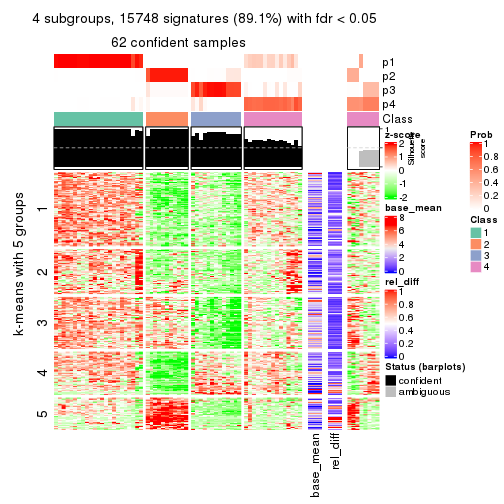 4 subgroups, 15748 signatures (89.1%) with fdr < 0.05
62 confident samples
p1
p2
p3
p4
Class
Silhouette
score
1
k-means with 5 groups
1
2
3
4
5
base_mean
rel_diff
z-score
2
1
0
-1
-2
base_mean
8
6
4
2
0
rel_diff
1
0.8
0.6
0.4
0.2
0
Status (barplots)
confident
ambiguous
Prob
1
0.8
0.6
0.4
0.2
0
Class
1
2
3
4